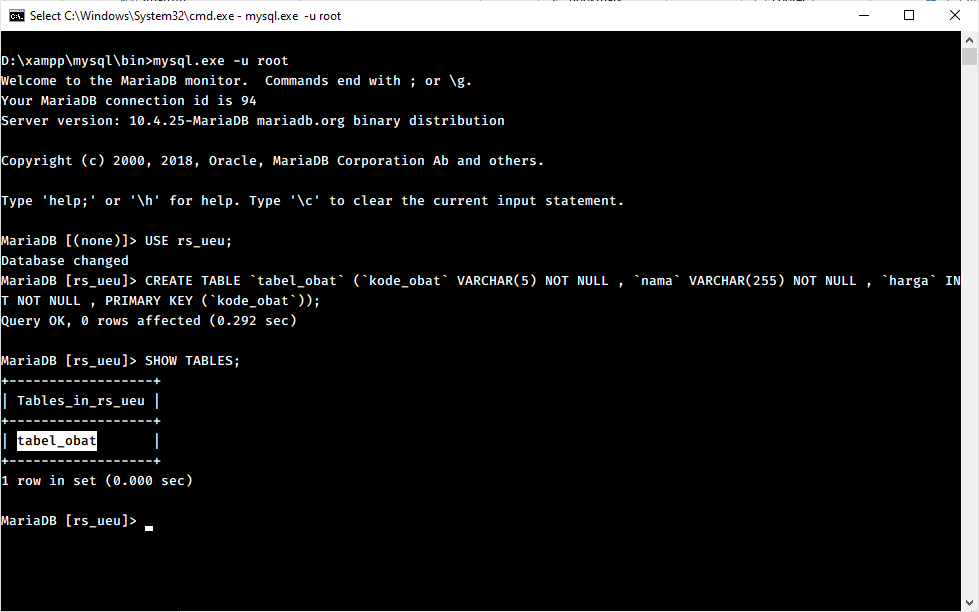 Select C:\Windows\System32\cmd.exe - mysql.exe  -u root
D:\xampp\mysql\bin>mysql.exe -u root
Welcome to the MariaDB monitor.  Commands end with ; or \g.
Your MariaDB connection id is 94
Server version: 10.4.25-MariaDB mariadb.org binary distribution
Copyright (c) 2000, 2018, Oracle, MariaDB Corporation Ab and others.
Type 'help;' or '\h' for help. Type '\c' to clear the current input statement.
MariaDB [(none)]> USE rs_ueu;
Database changed
MariaDB [rs_ueu]> CREATE TABLE `tabel_obat` (`kode_obat` VARCHAR(5) NOT NULL , `nama` VARCHAR(255) NOT NULL , `harga` IN
T NOT NULL , PRIMARY KEY (`kode_obat`));
Query OK, 0 rows affected (0.292 sec)
MariaDB [rs_ueu]> SHOW TABLES;
+------------------+
| Tables_in_rs_ueu |
+------------------+
| tabel_obat       |
+------------------+
1 row in set (0.000 sec)
MariaDB [rs_ueu]>